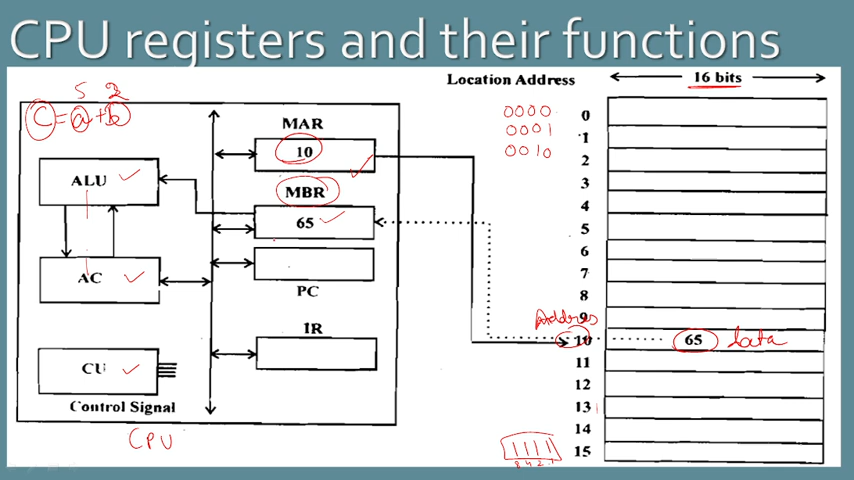 CPU registers and their functions
Location Address
16 bits
5 2
C = a + b
MAR
10
ALU
MBR
65
AC
PC
IR
CU
Control Signal
CPU
0000
0001
0010
0
1
2
3
4
5
6
7
8
9
Address
10
65 data
11
12
13
14
15
1111
8 4 2 1